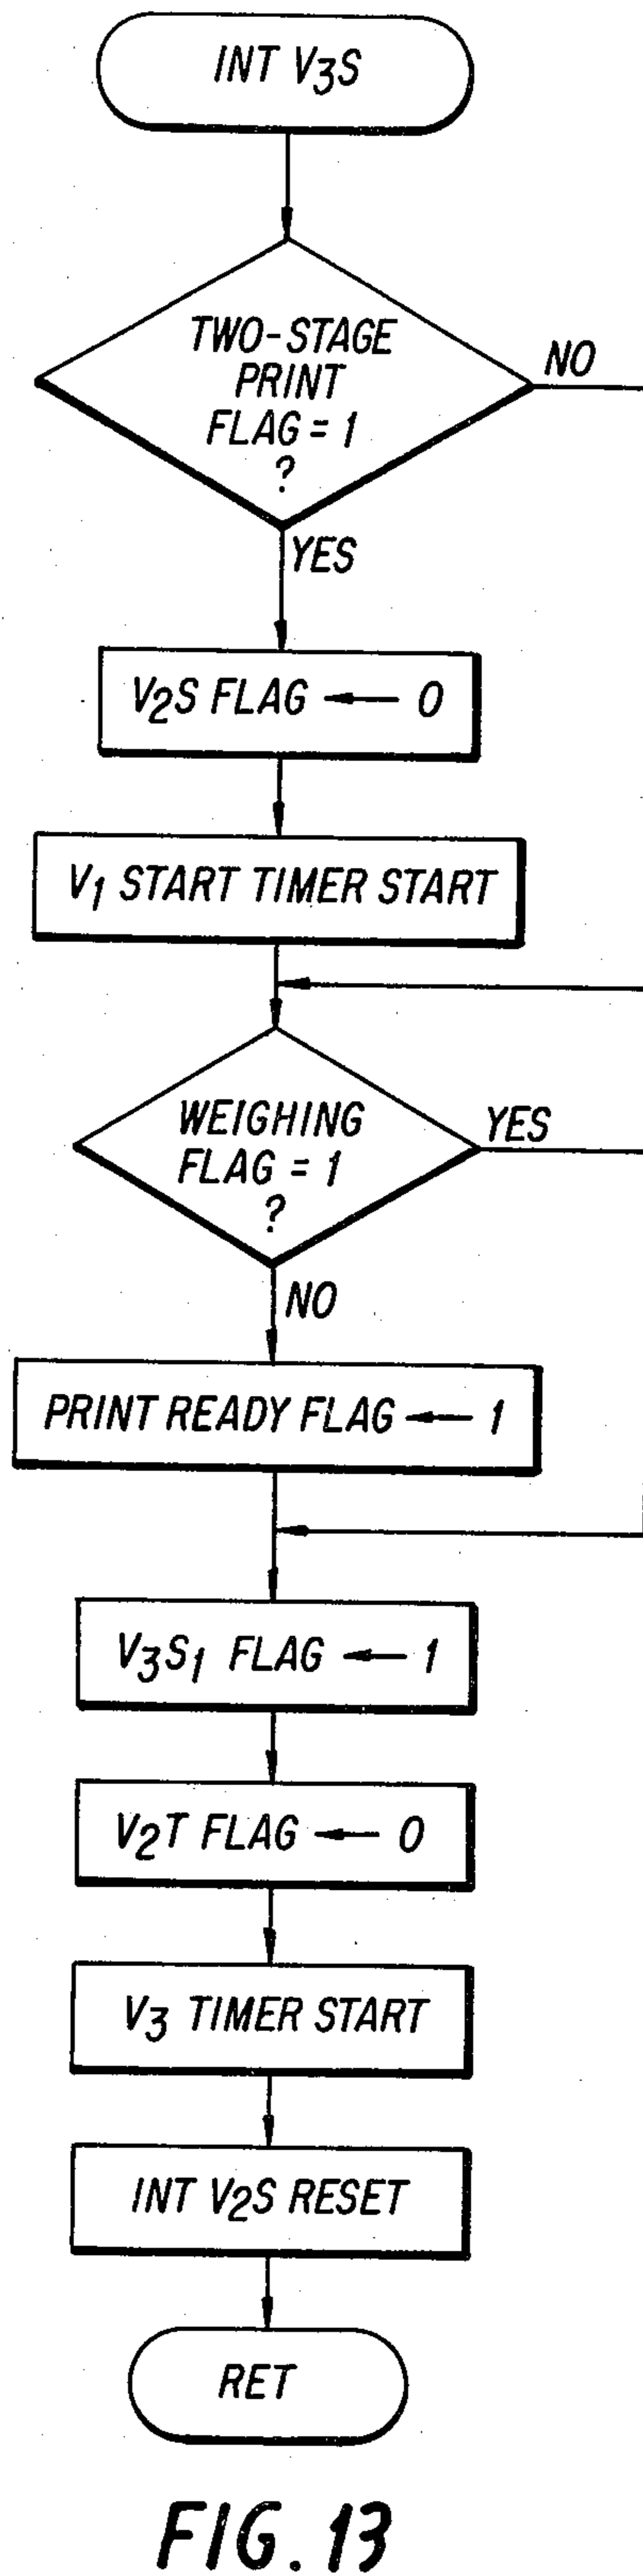 INT V3S
TWO-STAGE
PRINT
FLAG = 1
?
NO
YES
V2S FLAG ← 0
V1 START TIMER START
WEIGHING
FLAG = 1
?
YES
NO
PRINT READY FLAG ← 1
V3S1 FLAG ← 1
V2T FLAG ← 0
V3 TIMER START
INT V2S RESET
RET
FIG. 13